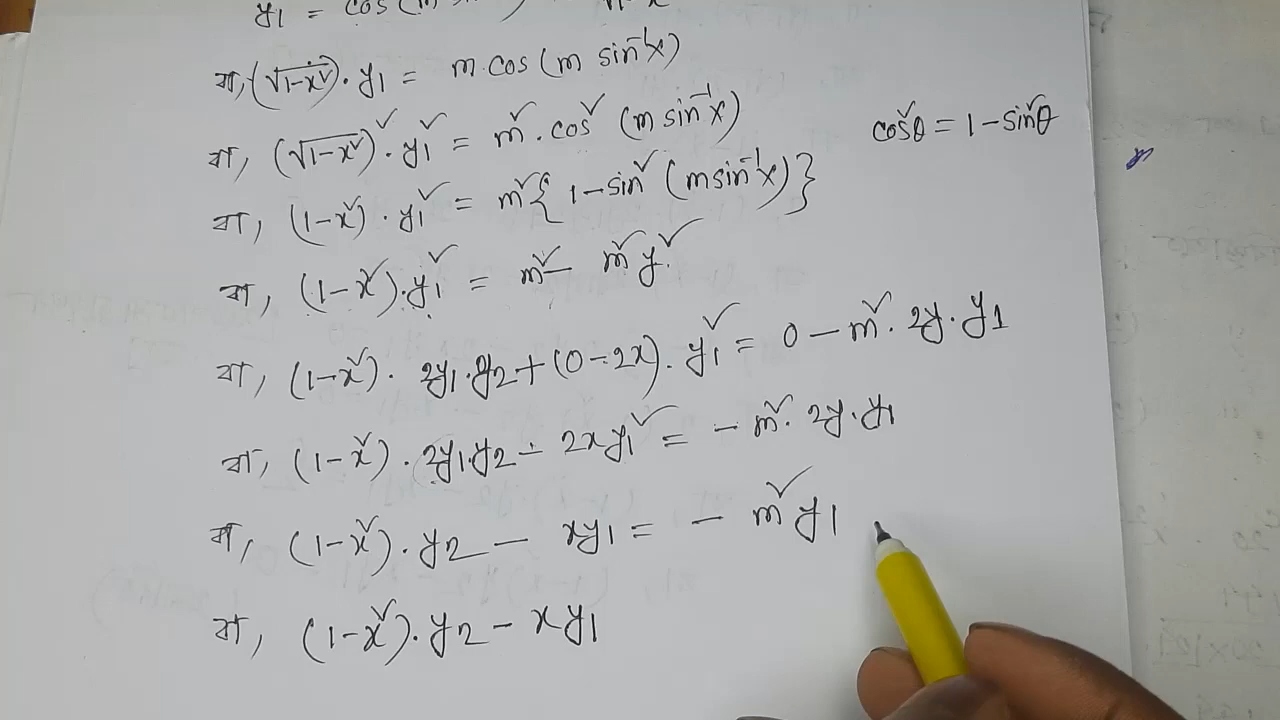 y₁ = cos(m
বা, (√1-x²). y₁ = m.cos (m sin⁻¹x)
বা, (√1-x²)². y₁² = m². cos² (m sin⁻¹x)
cos²θ = 1 - sin²θ
বা, (1-x²). y₁² = m²{ 1-sin² (m sin⁻¹x)}
বা, (1-x²). y₁² = m² - m²y²
বা, (1-x²). 2y₁.y₂ + (0-2x). y₁² = 0 - m². 2y. y₁
বা, (1-x²). 2y₁.y₂ - 2xy₁² = - m². 2y. y₁
বা, (1-x²). y₂ - xy₁ = - m²y₁
বা, (1-x²). y₂ - xy₁